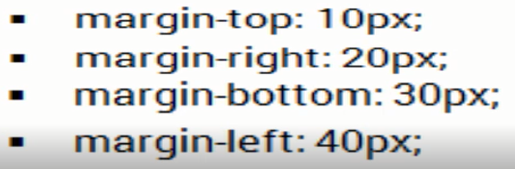 ▪ margin-top: 10px;
▪ margin-right: 20px;
▪ margin-bottom: 30px;
▪ margin-left: 40px;